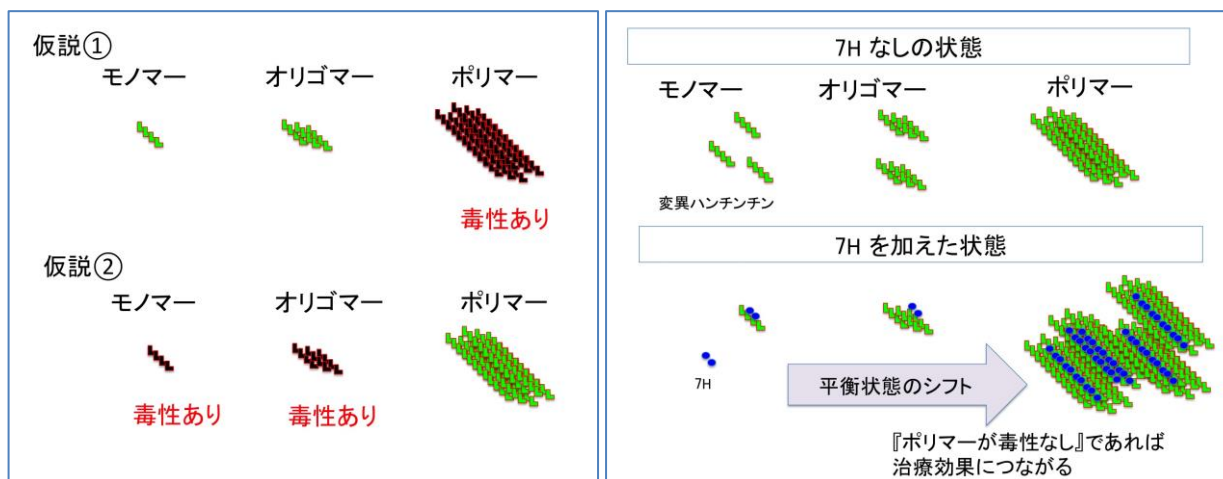 仮説①
モノマー オリゴマー ポリマー
毒性あり
仮説②
モノマー オリゴマー ポリマー
毒性あり 毒性あり
7H なしの状態
モノマー オリゴマー ポリマー
変異ハンチンチン
7H を加えた状態
7H
平衡状態のシフト
『ポリマーが毒性なし』であれば
治療効果につながる